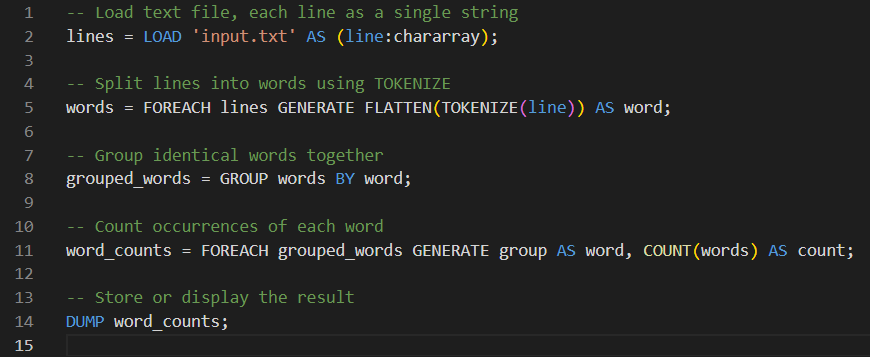 1 -- Load text file, each line as a single string
2 lines = LOAD 'input.txt' AS (line:chararray);
3
4 -- Split lines into words using TOKENIZE
5 words = FOREACH lines GENERATE FLATTEN(TOKENIZE(line)) AS word;
6
7 -- Group identical words together
8 grouped_words = GROUP words BY word;
9
10 -- Count occurrences of each word
11 word_counts = FOREACH grouped_words GENERATE group AS word, COUNT(words) AS count;
12
13 -- Store or display the result
14 DUMP word_counts;
15